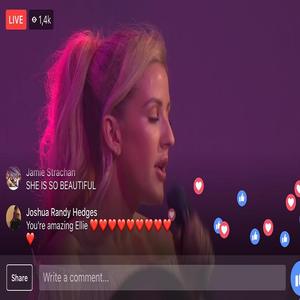 LIVE
1,4k
Jamie Strachan
SHE IS SO BEAUTIFUL
Joshua Randy Hedges
You're amazing Ellie ❤❤❤❤❤❤❤❤❤
❤
Share
Write a comment...